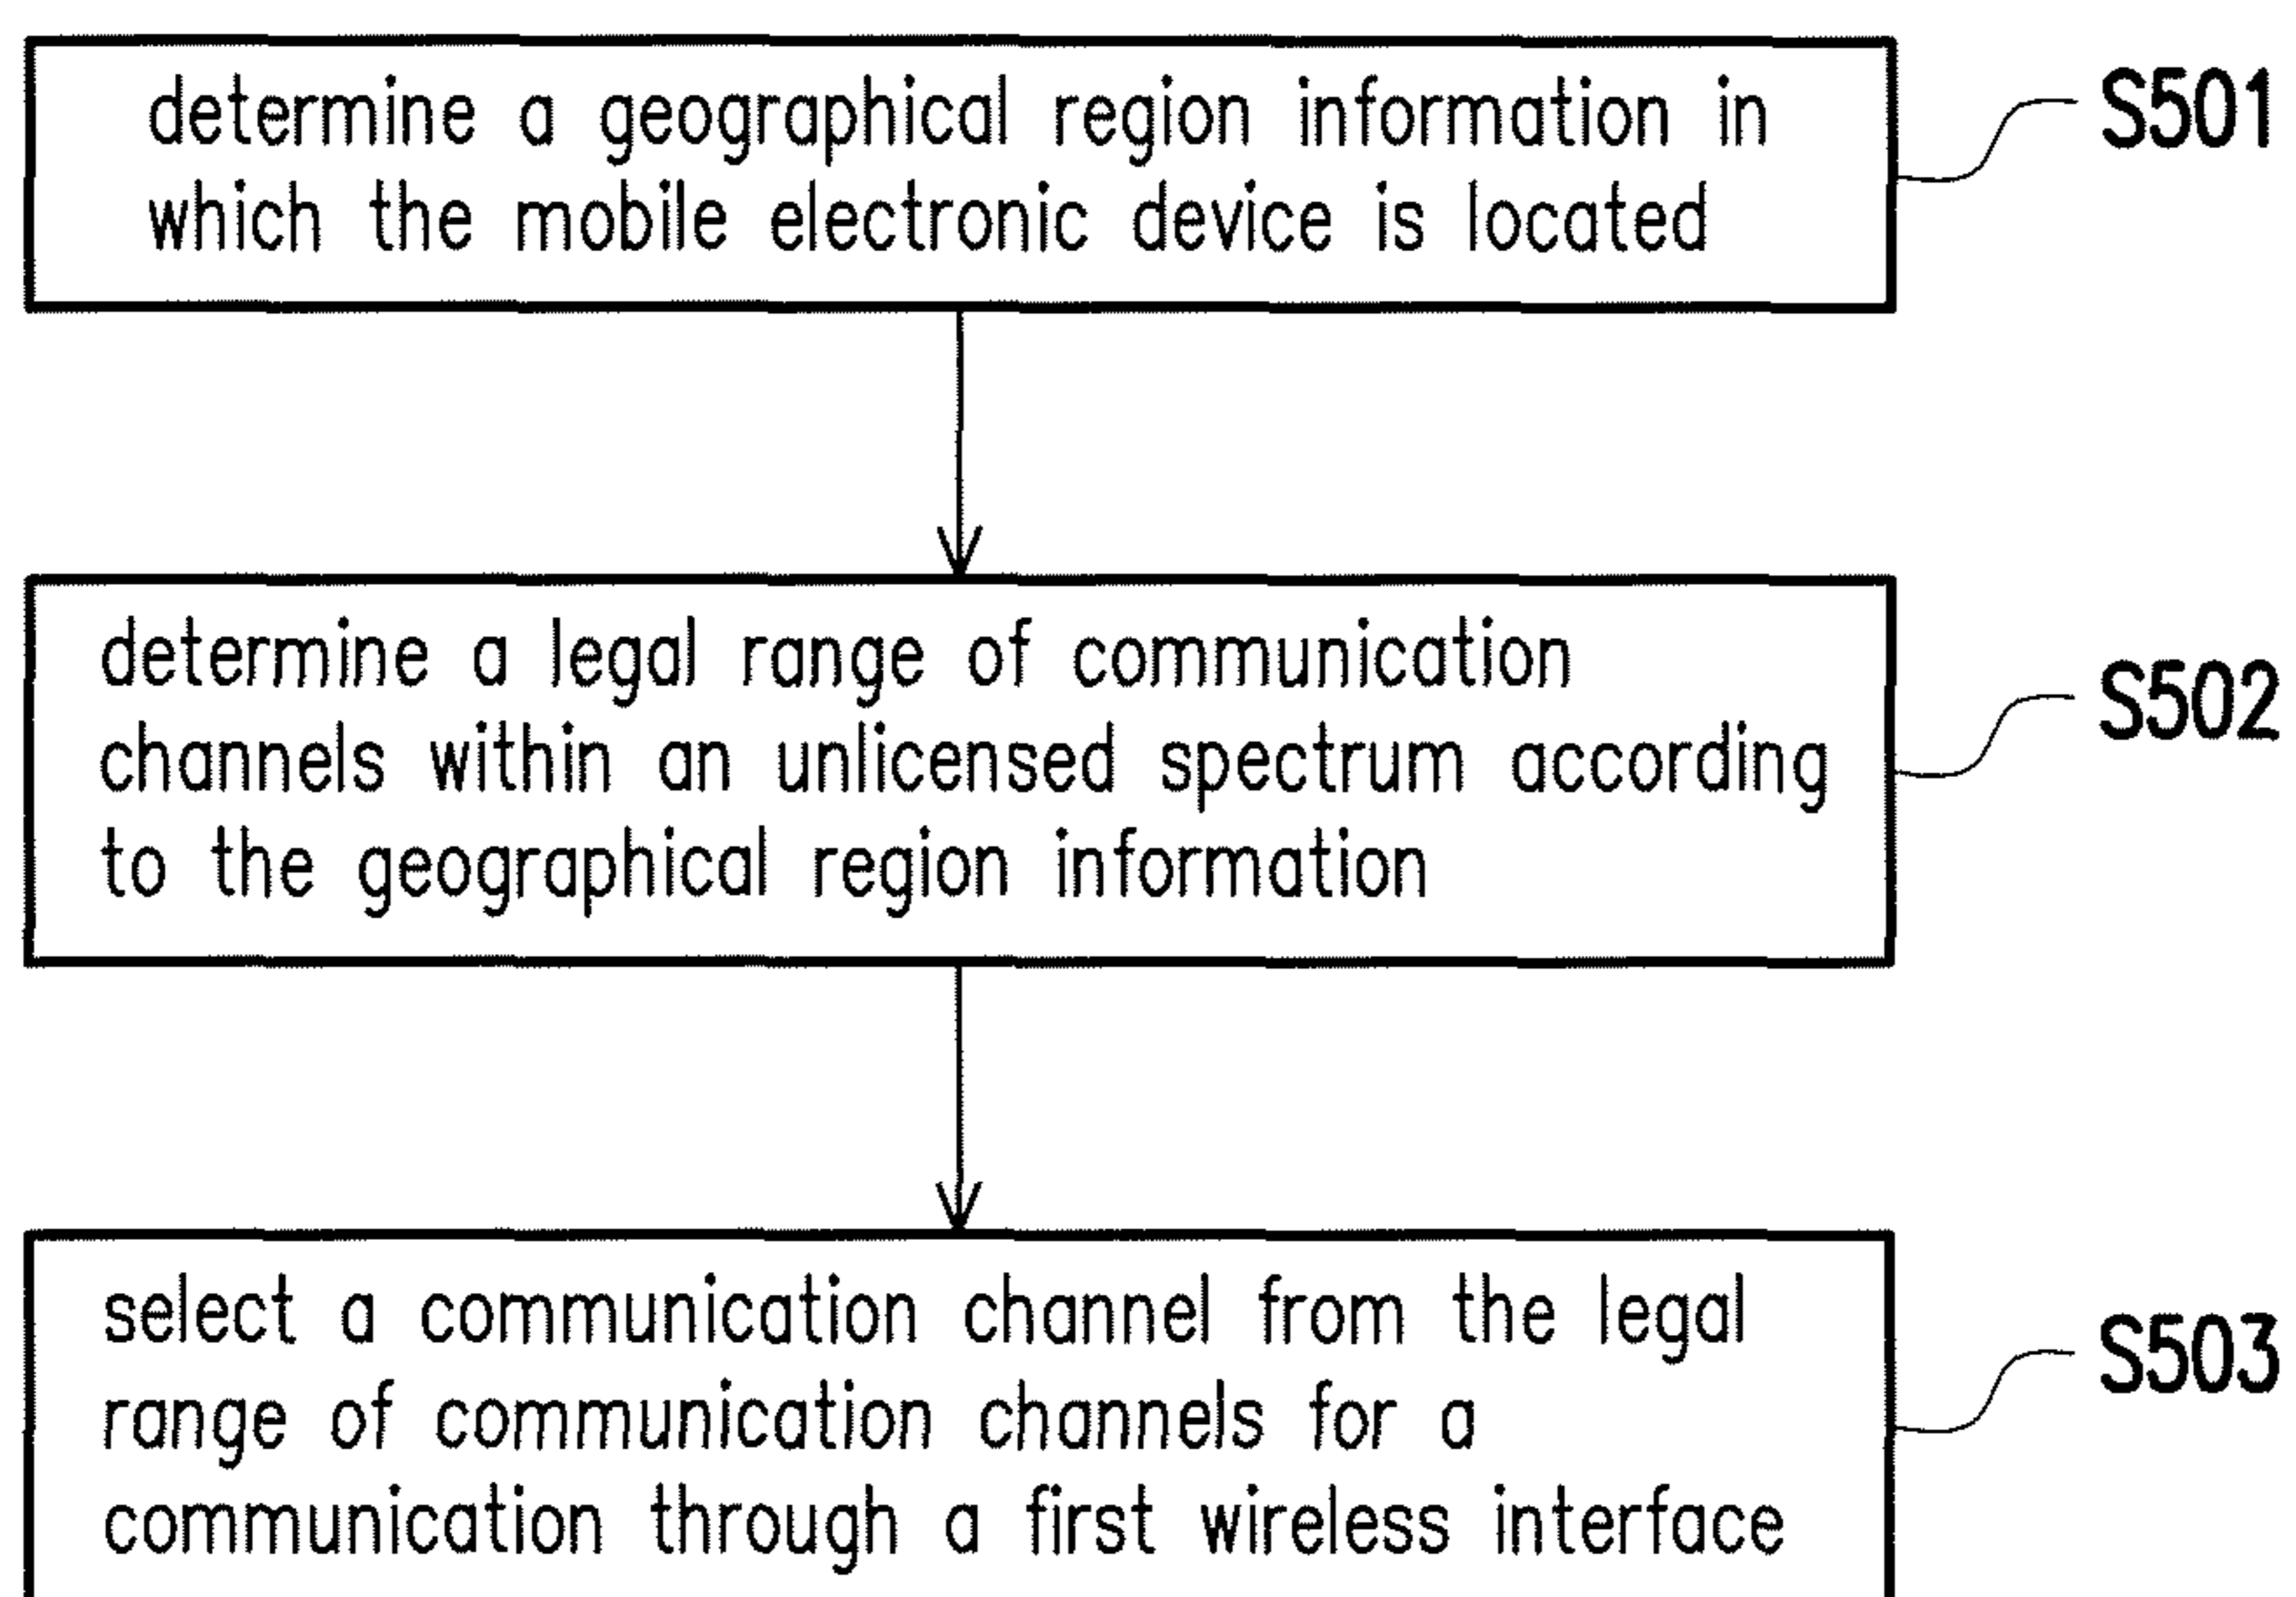 determine a geographical region information in
which the mobile electronic device is located
S501
determine a legal range of communication
channels within an unlicensed spectrum according
to the geographical region information
S502
select a communication channel from the legal
range of communication channels for a
communication through a first wireless interface
S503